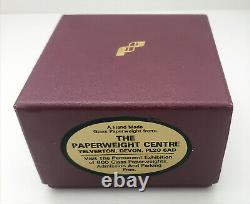 A Hand Made
Glass Paperweight from:
THE
PAPERWEIGHT CENTRE
YELVERTON, DEVON, PL20 6AD
Visit the Permanent Exhibition
of 800 Glass Paperweights
Admission And Parking
Free.